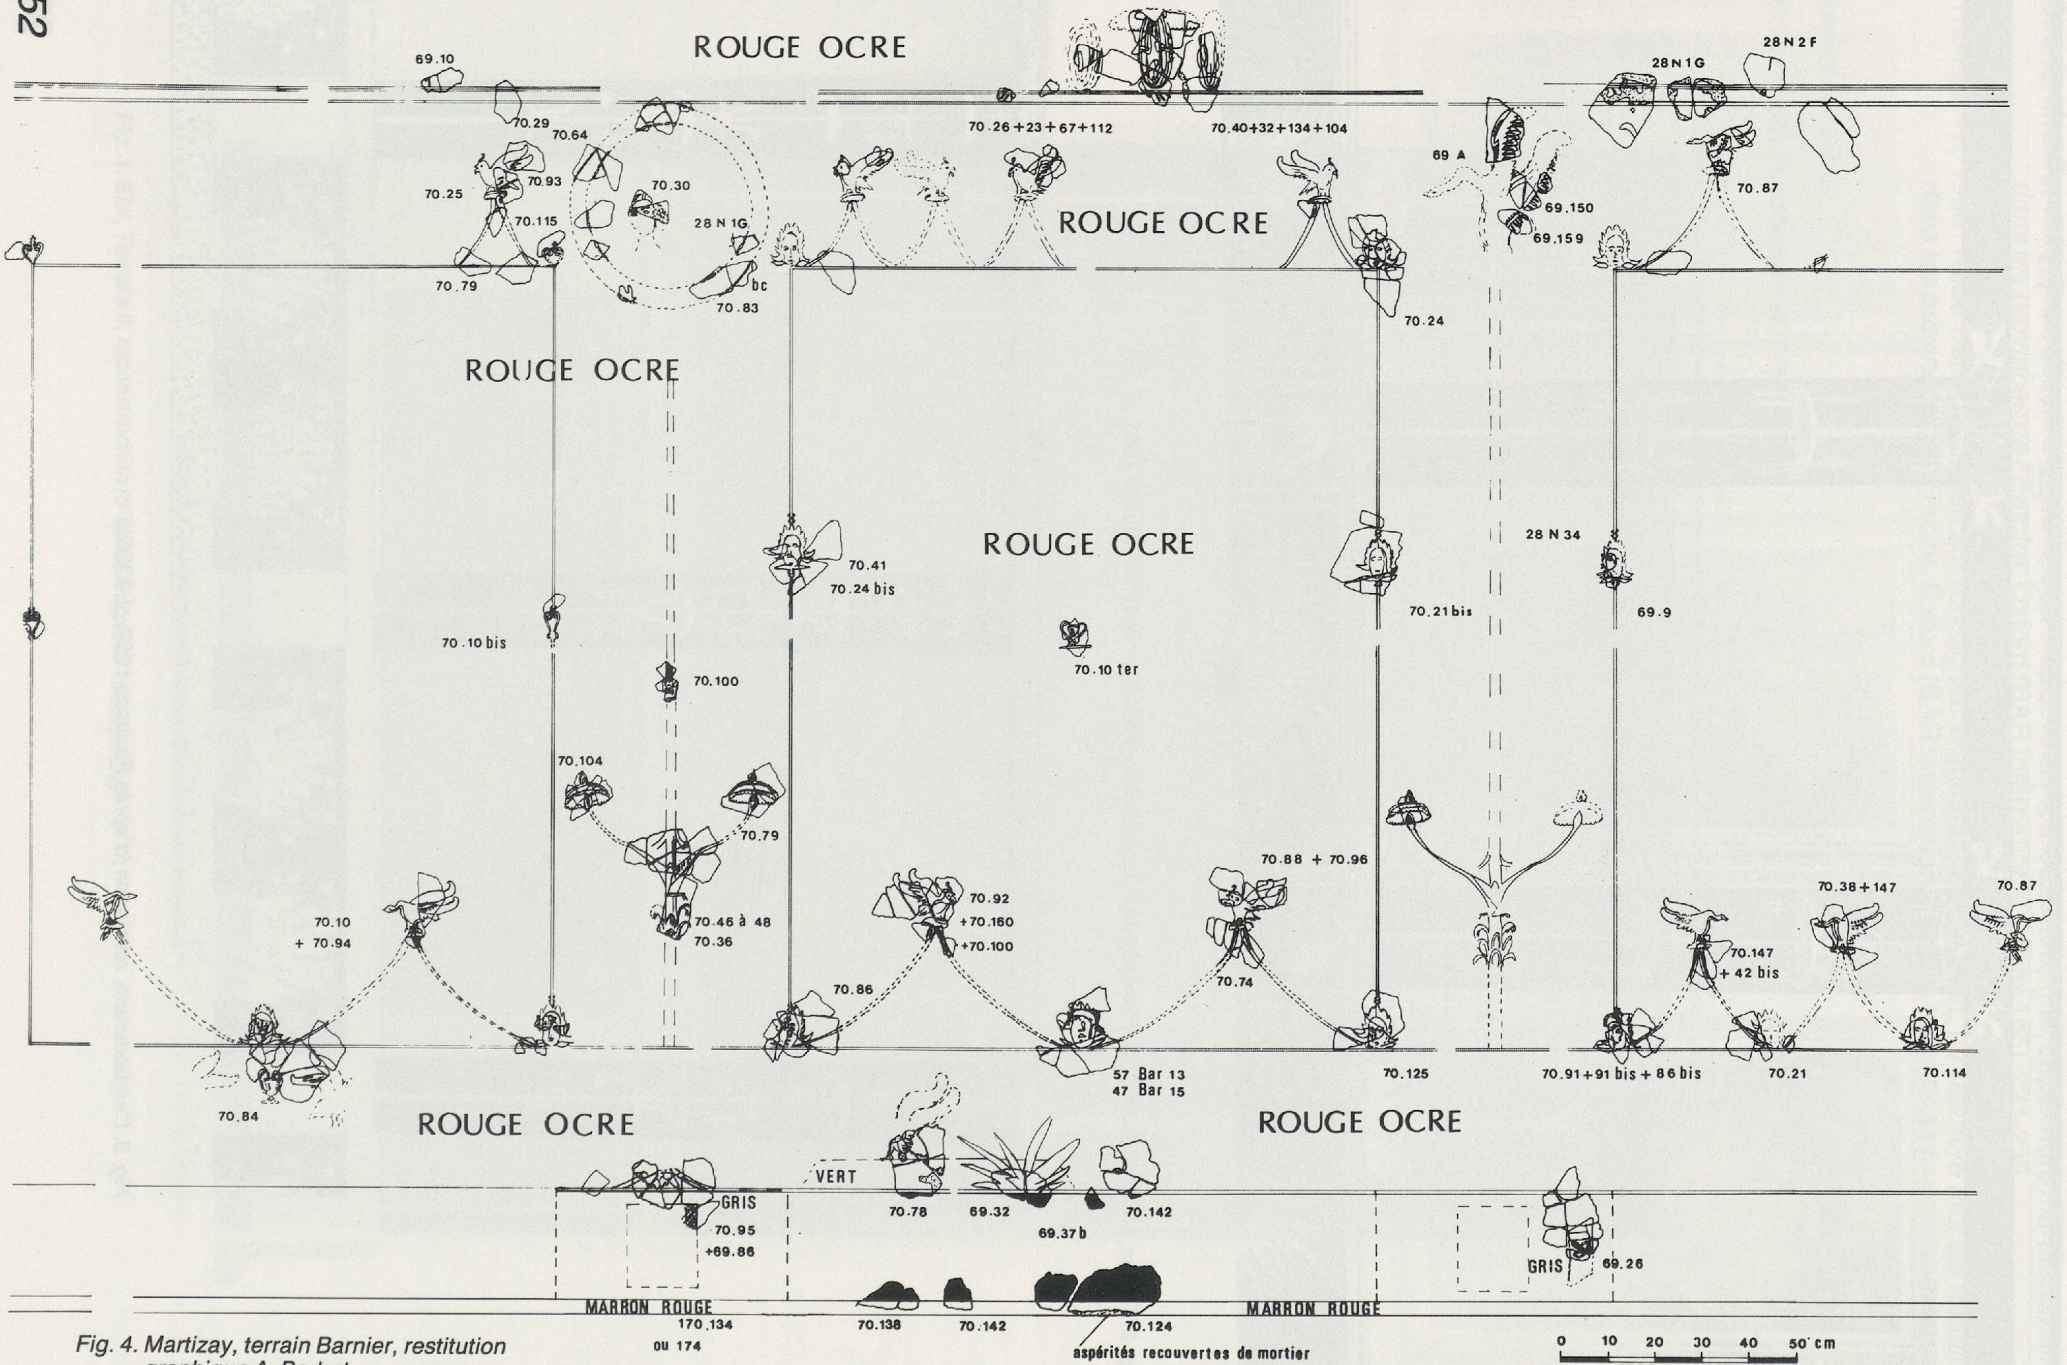 52
ROUGE OCRE
69.10
28N2F
28N1G
70.29
70.64
70.26+23+67+112
70.40+32+134+104
69 A
70.25
70.93
70.30
70.87
70.115
28 N 1G
ROUGE OCRE
69.150
69.159
70.79
bc
70.83
70.24
ROUGE OCRE
ROUGE OCRE
28 N 34
70.41
70.24 bis
70.21bis
69.9
70.10 bis
70.10 ter
70.100
70.104
70.79
70.88 + 70.96
70.38+147
70.87
70.10
+ 70.94
70.46 à 48
70.36
70.92
+70.160
+70.100
70.74
70.147
+ 42 bis
70.86
57 Bar 13
47 Bar 15
70.125
70.91+91 bis + 86 bis
70.21
70.114
70.84
ROUGE OCRE
ROUGE OCRE
VERT
GRIS
70.95
+69.86
70.78
69.32
69.37b
70.142
GRIS
69.26
MARRON ROUGE
MARRON ROUGE
170.134
ou 174
70.138
70.142
70.124
aspérités recouvertes de mortier
0 10 20 30 40 50 cm
Fig. 4. Martizay, terrain Barnier, restitution